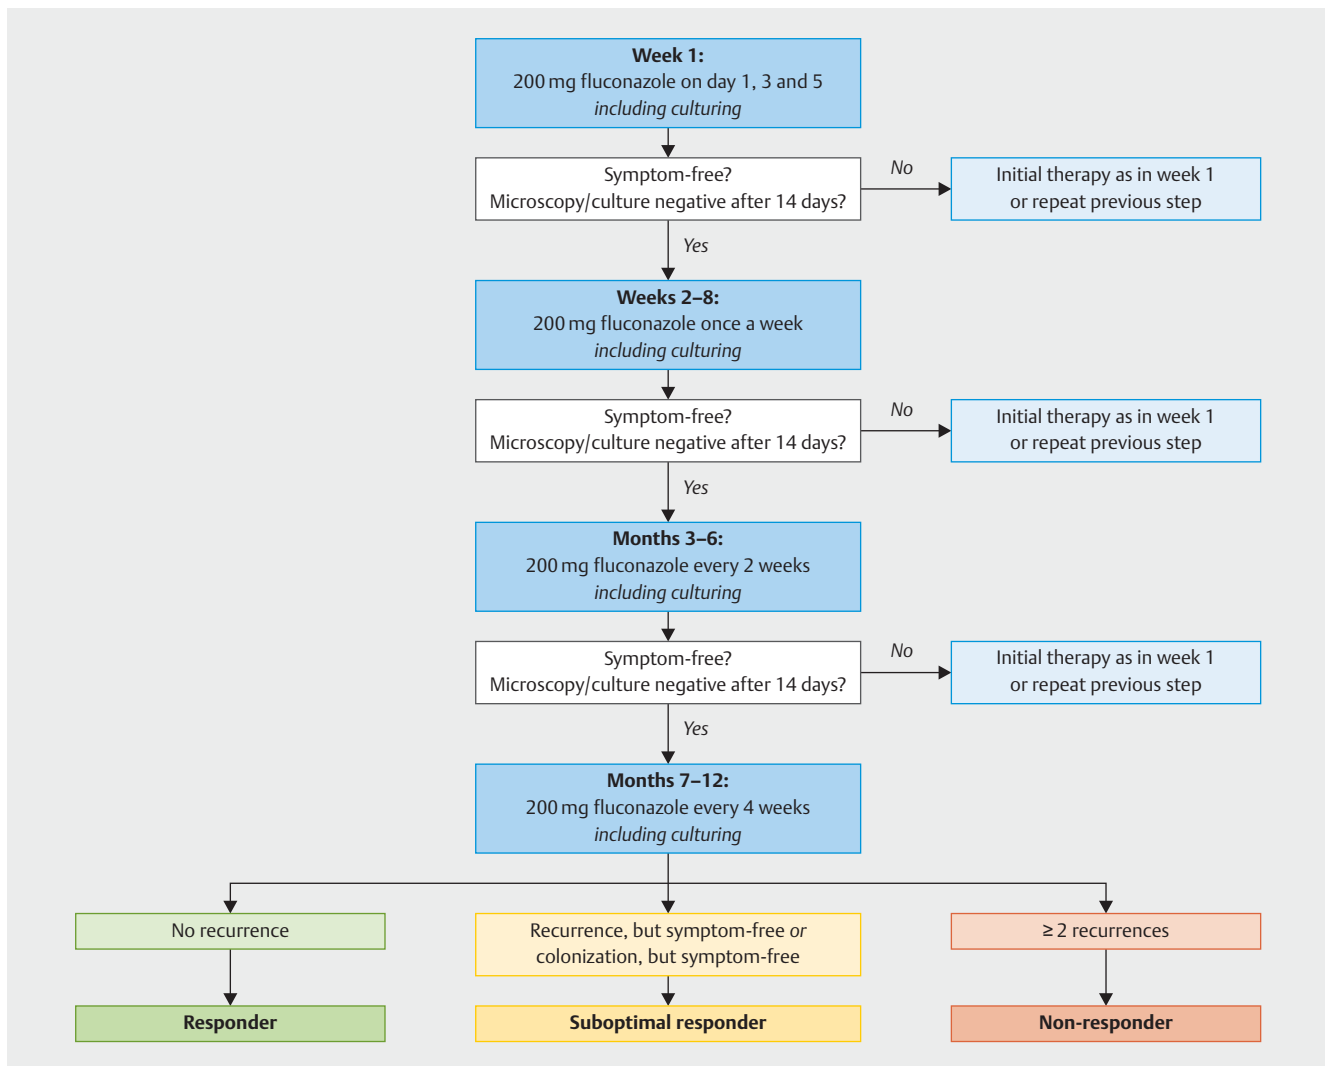 Week 1:
200 mg fluconazole on day 1, 3 and 5
including culturing
Symptom-free?
Microscopy/culture negative after 14 days?
No
Initial therapy as in week 1
or repeat previous step
Yes
Weeks 2–8:
200 mg fluconazole once a week
including culturing
Symptom-free?
Microscopy/culture negative after 14 days?
No
Initial therapy as in week 1
or repeat previous step
Yes
Months 3–6:
200 mg fluconazole every 2 weeks
including culturing
Symptom-free?
Microscopy/culture negative after 14 days?
No
Initial therapy as in week 1
or repeat previous step
Yes
Months 7–12:
200 mg fluconazole every 4 weeks
including culturing
No recurrence
Recurrence, but symptom-free or
colonization, but symptom-free
≥ 2 recurrences
Responder
Suboptimal responder
Non-responder